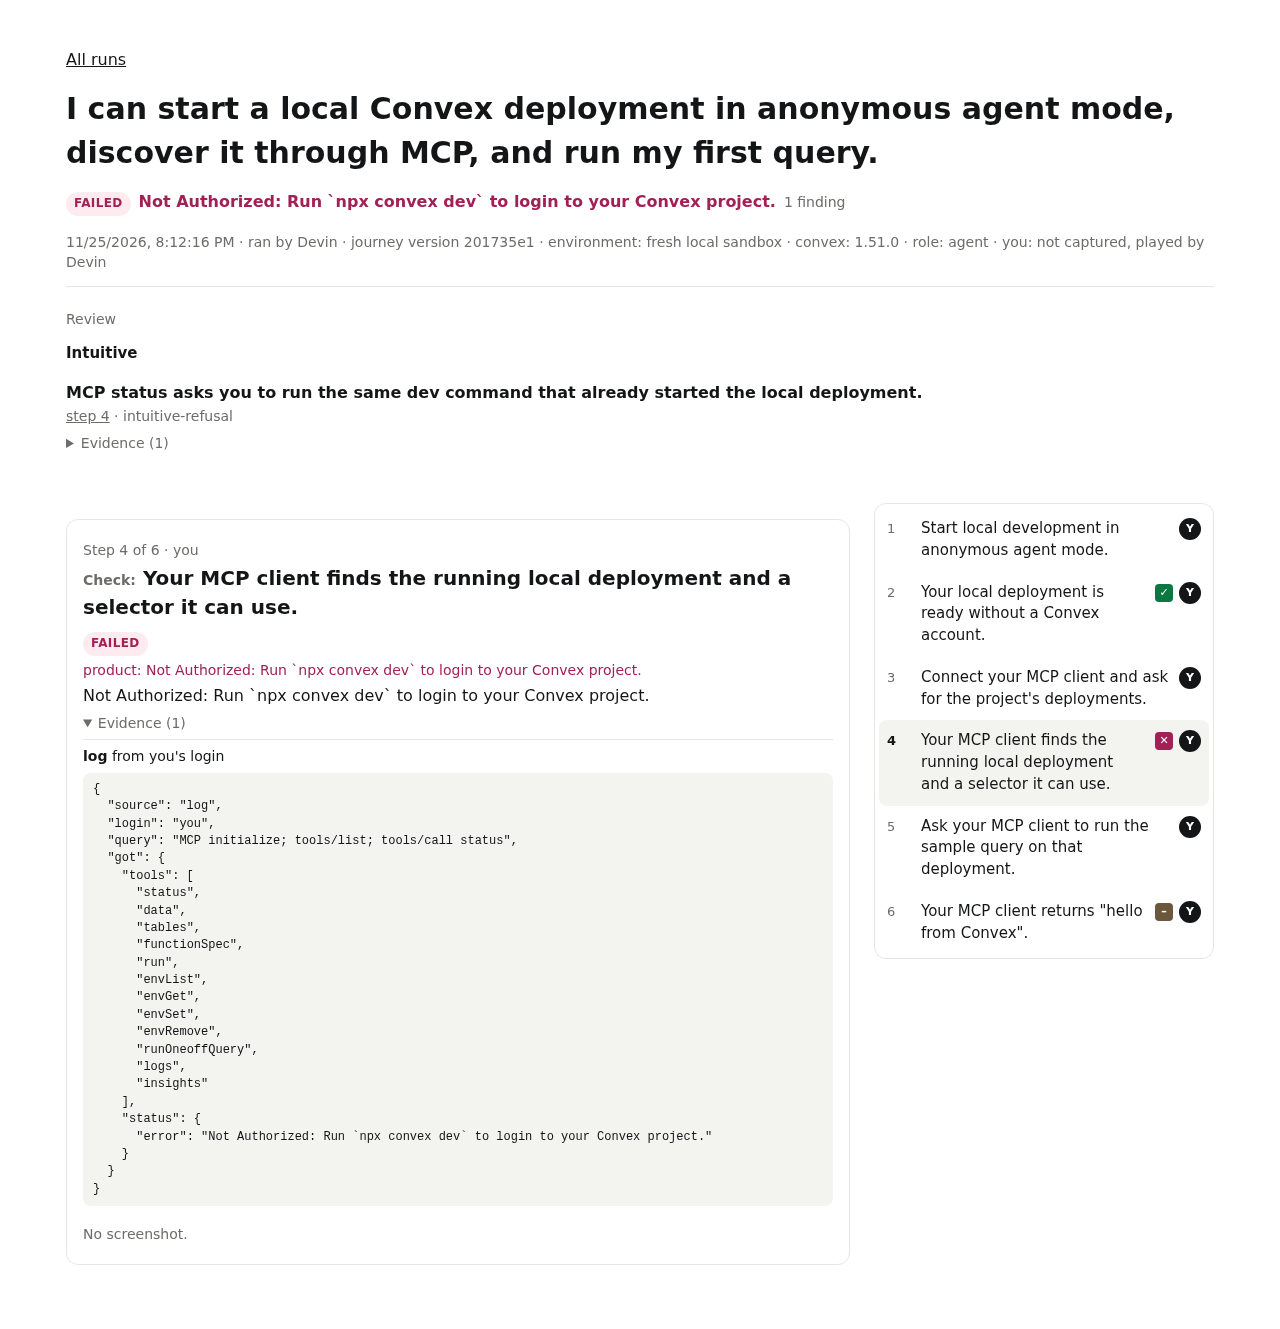 All runs
I can start a local Convex deployment in anonymous agent mode,
discover it through MCP, and run my first query.
FAILED Not Authorized: Run `npx convex dev` to login to your Convex project. 1 finding
11/25/2026, 8:12:16 PM · ran by Devin · journey version 201735e1 · environment: fresh local sandbox · convex: 1.51.0 · role: agent · you: not captured, played by
Devin
Review
Intuitive
MCP status asks you to run the same dev command that already started the local deployment.
step 4 · intuitive-refusal
▶ Evidence (1)
Step 4 of 6 · you
Check: Your MCP client finds the running local deployment and a
selector it can use.
FAILED
product: Not Authorized: Run `npx convex dev` to login to your Convex project.
Not Authorized: Run `npx convex dev` to login to your Convex project.
▼ Evidence (1)
log from you's login
{
  "source": "log",
  "login": "you",
  "query": "MCP initialize; tools/list; tools/call status",
  "got": {
    "tools": [
      "status",
      "data",
      "tables",
      "functionSpec",
      "run",
      "envList",
      "envGet",
      "envSet",
      "envRemove",
      "runOneoffQuery",
      "logs",
      "insights"
    ],
    "status": {
      "error": "Not Authorized: Run `npx convex dev` to login to your Convex project."
    }
  }
}
No screenshot.
1 Start local development in Y
anonymous agent mode.
2 Your local deployment is ✓ Y
ready without a Convex
account.
3 Connect your MCP client and ask Y
for the project's deployments.
4 Your MCP client finds the ✕ Y
running local deployment
and a selector it can use.
5 Ask your MCP client to run the Y
sample query on that
deployment.
6 Your MCP client returns "hello – Y
from Convex".